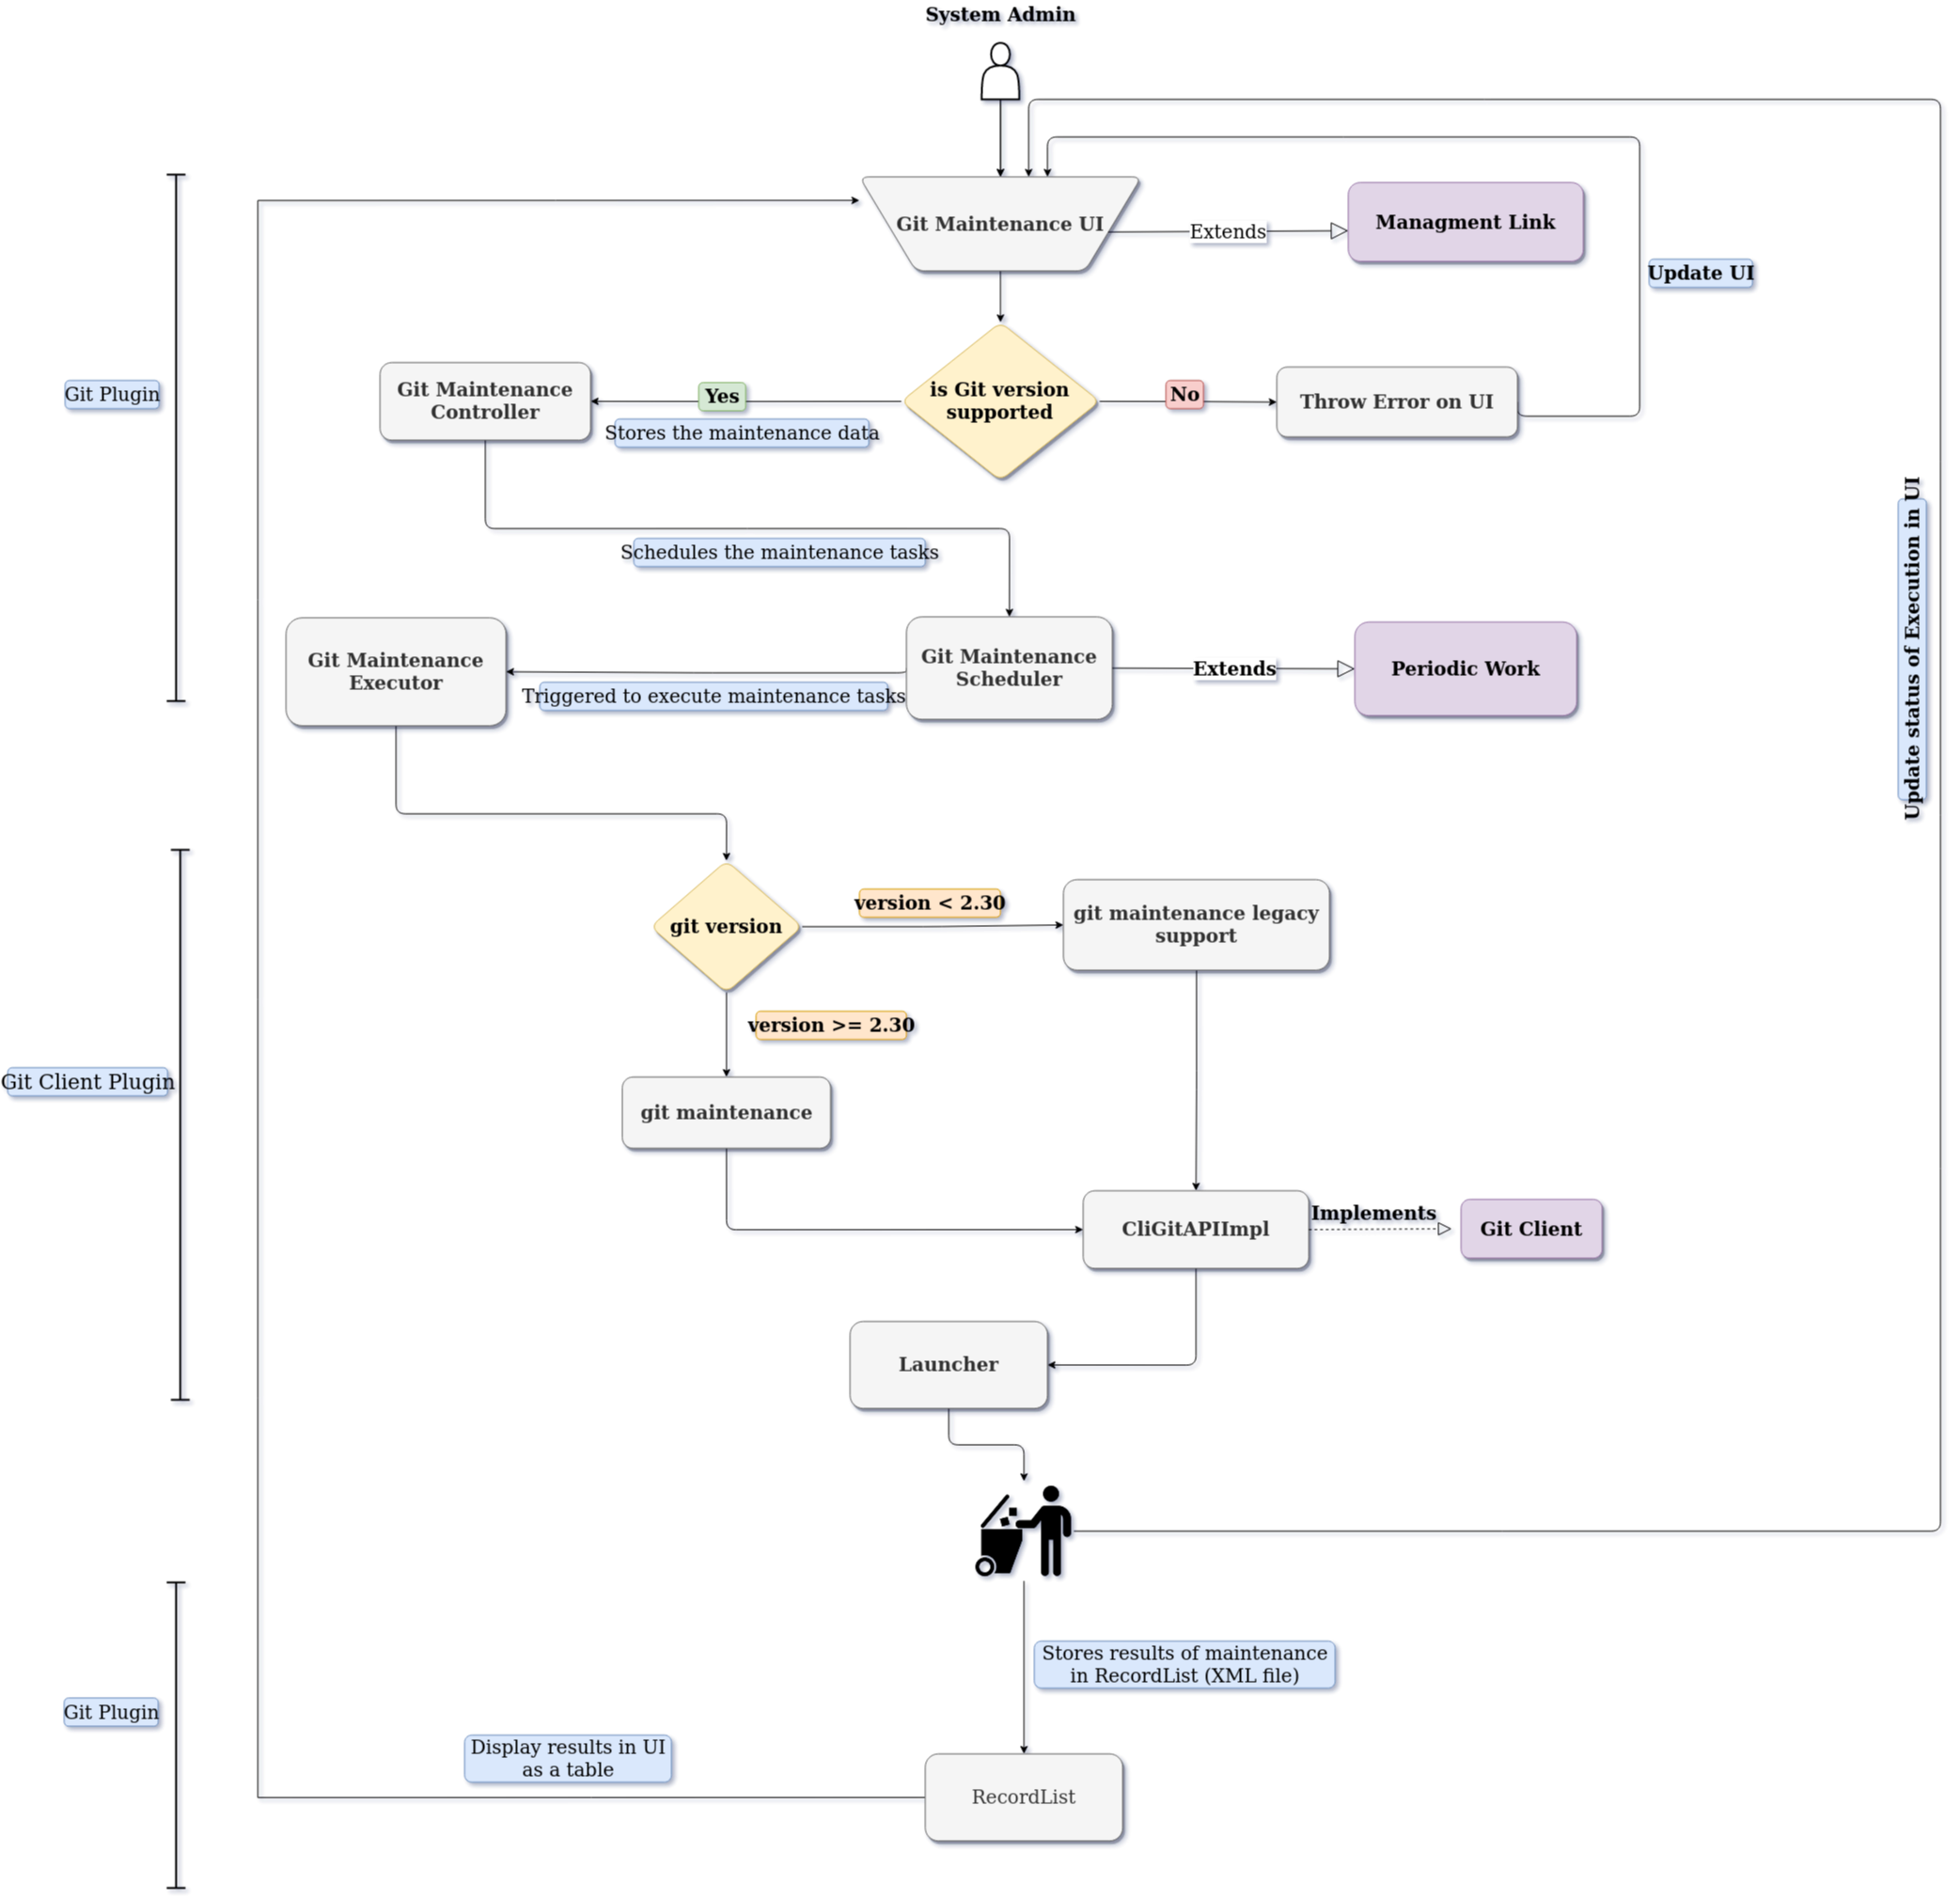 System Admin
Git Maintenance UI
Extends
Managment Link
Update UI
Git Plugin
Git Maintenance
Controller
Yes
Stores the maintenance data
is Git version
supported
No
Throw Error on UI
Schedules the maintenance tasks
Update status of Execution in UI
Git Maintenance
Executor
Triggered to execute maintenance tasks
Git Maintenance
Scheduler
Extends
Periodic Work
git version
version < 2.30
git maintenance legacy
support
version >= 2.30
Git Client Plugin
git maintenance
CliGitAPIImpl
Implements
Git Client
Launcher
Stores results of maintenance
in RecordList (XML file)
Git Plugin
Display results in UI
as a table
RecordList